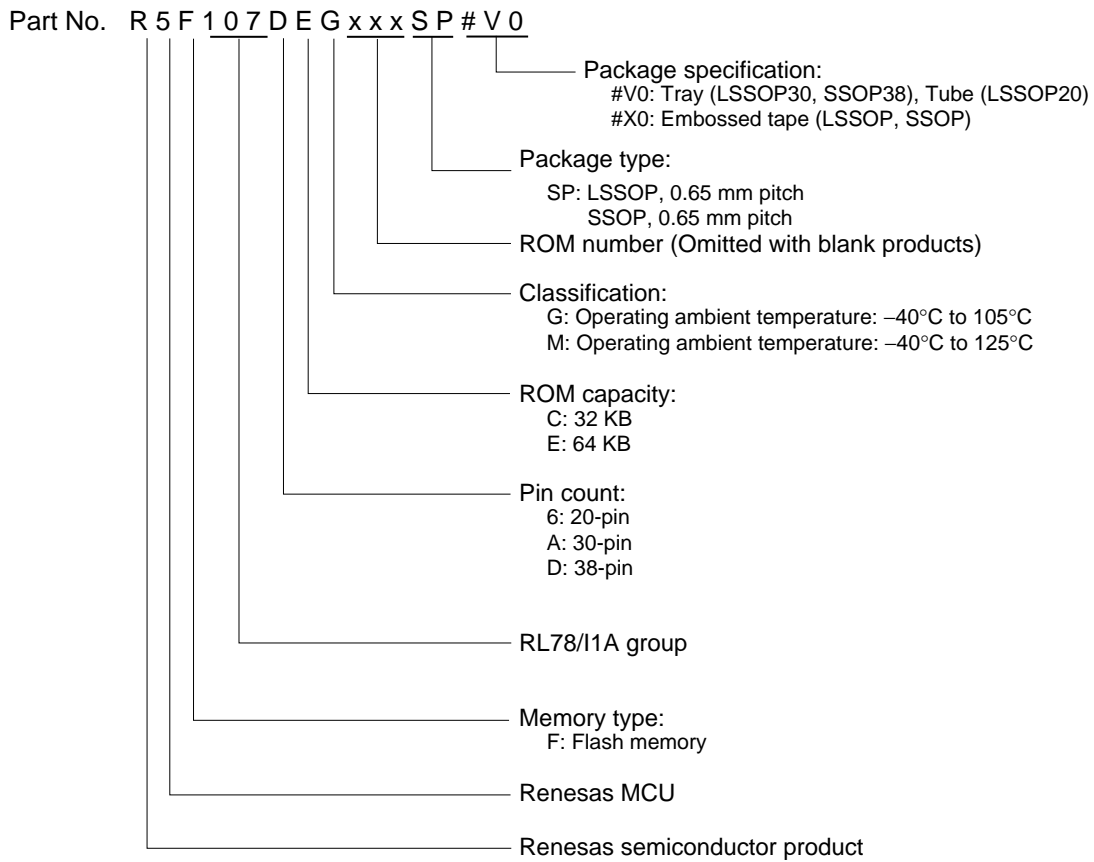 Part No. R 5 F 1 0 7 D E G x x x S P # V 0
Package specification:
#V0: Tray (LSSOP30, SSOP38), Tube (LSSOP20)
#X0: Embossed tape (LSSOP, SSOP)
Package type:
SP: LSSOP, 0.65 mm pitch
SSOP, 0.65 mm pitch
ROM number (Omitted with blank products)
Classification:
G: Operating ambient temperature: −40°C to 105°C
M: Operating ambient temperature: −40°C to 125°C
ROM capacity:
C: 32 KB
E: 64 KB
Pin count:
6: 20-pin
A: 30-pin
D: 38-pin
RL78/I1A group
Memory type:
F: Flash memory
Renesas MCU
Renesas semiconductor product